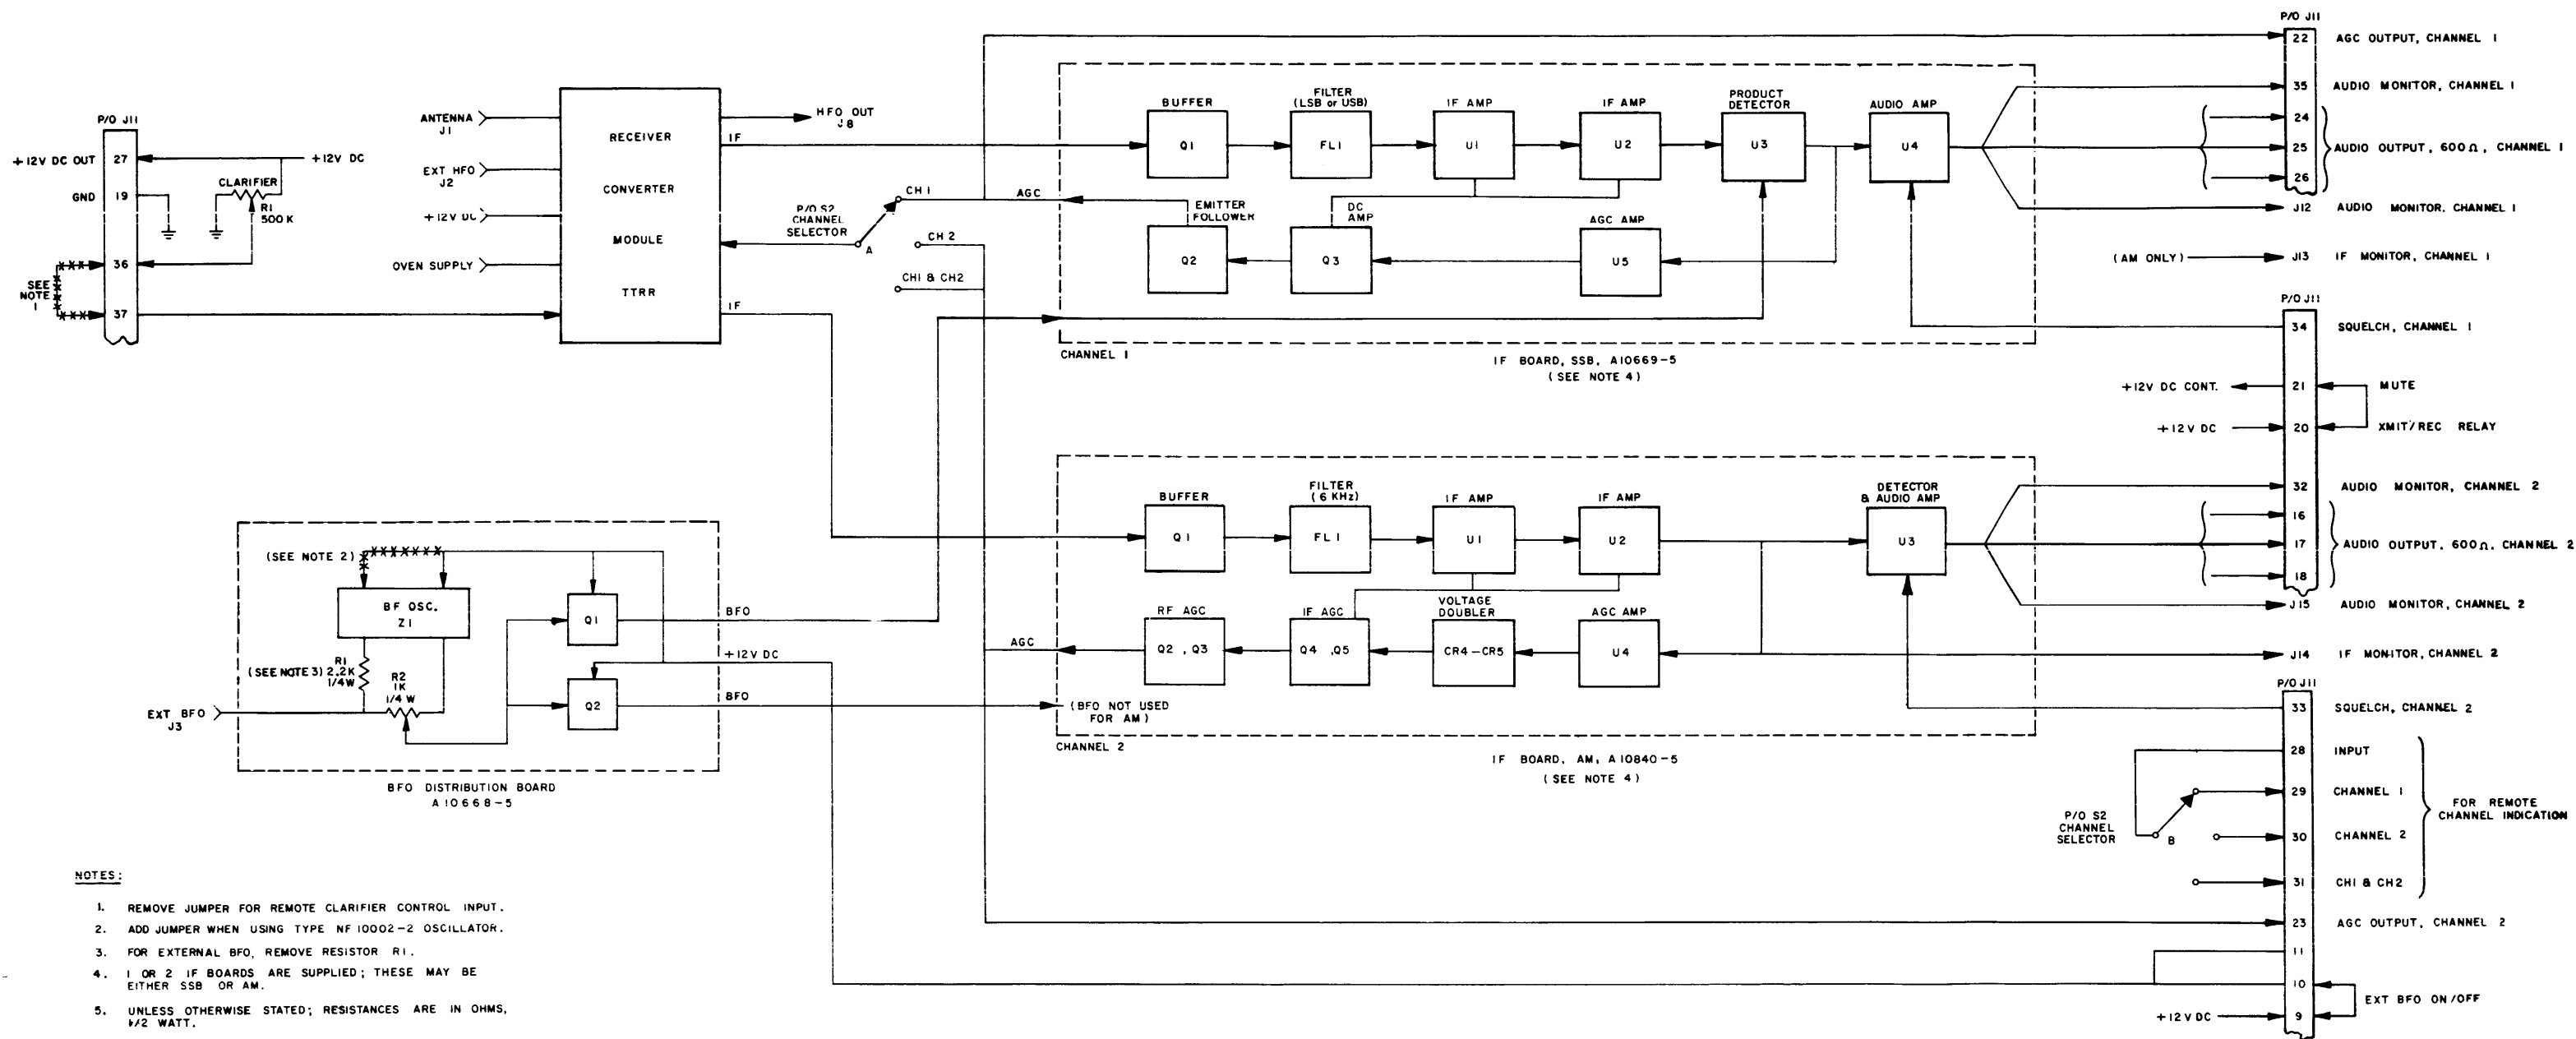 P/O J11
+12V DC OUT
27
+12V DC
GND
19
CLARIFIER
R1
500 K
36
SEE
NOTE
1
37
ANTENNA
J1
EXT HFO
J2
+12V DC
OVEN SUPPLY
RECEIVER
CONVERTER
MODULE
TTRR
HFO OUT
J8
IF
IF
P/O S2
CHANNEL
SELECTOR
A
CH 1
CH 2
CH1 & CH2
AGC
BUFFER
Q1
FILTER
(LSB or USB)
FL1
IF AMP
U1
IF AMP
U2
PRODUCT
DETECTOR
U3
AUDIO AMP
U4
EMITTER
FOLLOWER
Q2
DC
AMP
Q3
AGC AMP
U5
CHANNEL 1
IF BOARD, SSB, A10669-5
(SEE NOTE 4)
P/O J11
22 AGC OUTPUT, CHANNEL 1
35 AUDIO MONITOR, CHANNEL 1
24
25 AUDIO OUTPUT, 600Ω, CHANNEL 1
26
J12 AUDIO MONITOR. CHANNEL 1
(AM ONLY) J13 IF MONITOR, CHANNEL 1
P/O J11
34 SQUELCH, CHANNEL 1
+12V DC CONT. 21 MUTE
+12V DC 20 XMIT/REC RELAY
32 AUDIO MONITOR, CHANNEL 2
16
17 AUDIO OUTPUT. 600Ω, CHANNEL 2
18
J15 AUDIO MONITOR, CHANNEL 2
J14 IF MONITOR, CHANNEL 2
BUFFER
Q1
FILTER
(6 KHz)
FL1
IF AMP
U1
IF AMP
U2
DETECTOR
& AUDIO AMP
U3
AGC
RF AGC
Q2 , Q3
IF AGC
Q4 ,Q5
VOLTAGE
DOUBLER
CR4-CR5
AGC AMP
U4
(BFO NOT USED
FOR AM)
CHANNEL 2
IF BOARD, AM, A10840-5
(SEE NOTE 4)
(SEE NOTE 2)
BF OSC.
Z1
R1
(SEE NOTE 3) 2.2K
1/4W
R2
1K
1/4 W
EXT BFO
J3
Q1
Q2
BFO
+12V DC
BFO
BFO DISTRIBUTION BOARD
A10668-5
P/O J11
33 SQUELCH, CHANNEL 2
28 INPUT
29 CHANNEL 1
30 CHANNEL 2
31 CH1 & CH2
FOR REMOTE
CHANNEL INDICATION
P/O S2
CHANNEL
SELECTOR
B
23 AGC OUTPUT, CHANNEL 2
11
10
EXT BFO ON/OFF
+12V DC 9
NOTES:
1. REMOVE JUMPER FOR REMOTE CLARIFIER CONTROL INPUT.
2. ADD JUMPER WHEN USING TYPE NF 10002-2 OSCILLATOR.
3. FOR EXTERNAL BFO, REMOVE RESISTOR R1.
4. 1 OR 2 IF BOARDS ARE SUPPLIED; THESE MAY BE
EITHER SSB OR AM.
5. UNLESS OTHERWISE STATED; RESISTANCES ARE IN OHMS,
1/2 WATT.